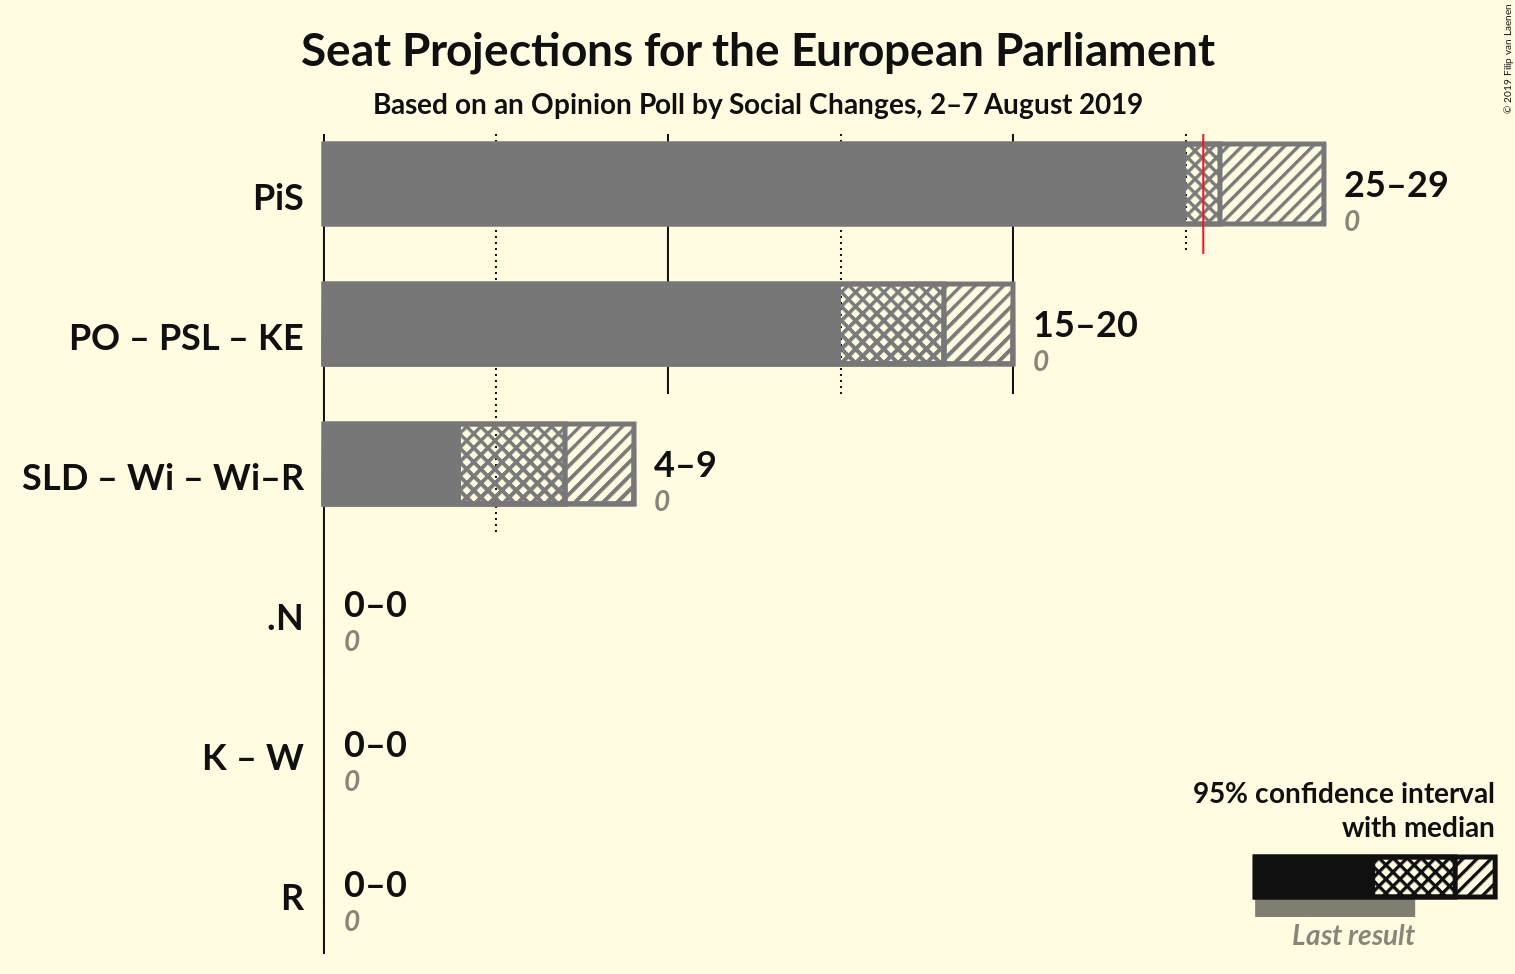 Seat Projections for the European Parliament
Based on an Opinion Poll by Social Changes, 2–7 August 2019
© 2019 Filip van Laenen
PiS
25–29
0
PO – PSL – KE
15–20
0
SLD – Wi – Wi–R
4–9
0
.N
0–0
0
K – W
0–0
0
R
0–0
0
95% confidence interval
with median
Last result